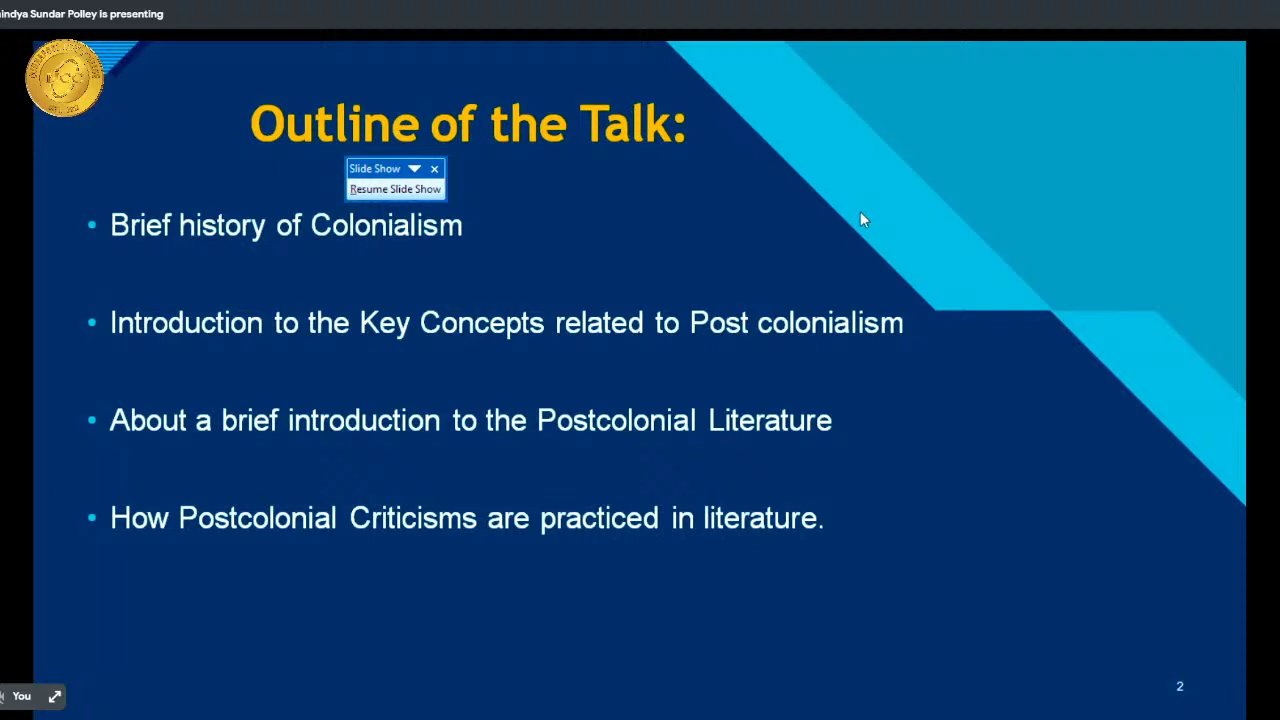 indya Sundar Polley is presenting
Outline of the Talk:
Slide Show
Resume Slide Show
• Brief history of Colonialism
• Introduction to the Key Concepts related to Post colonialism
• About a brief introduction to the Postcolonial Literature
• How Postcolonial Criticisms are practiced in literature.
You
2